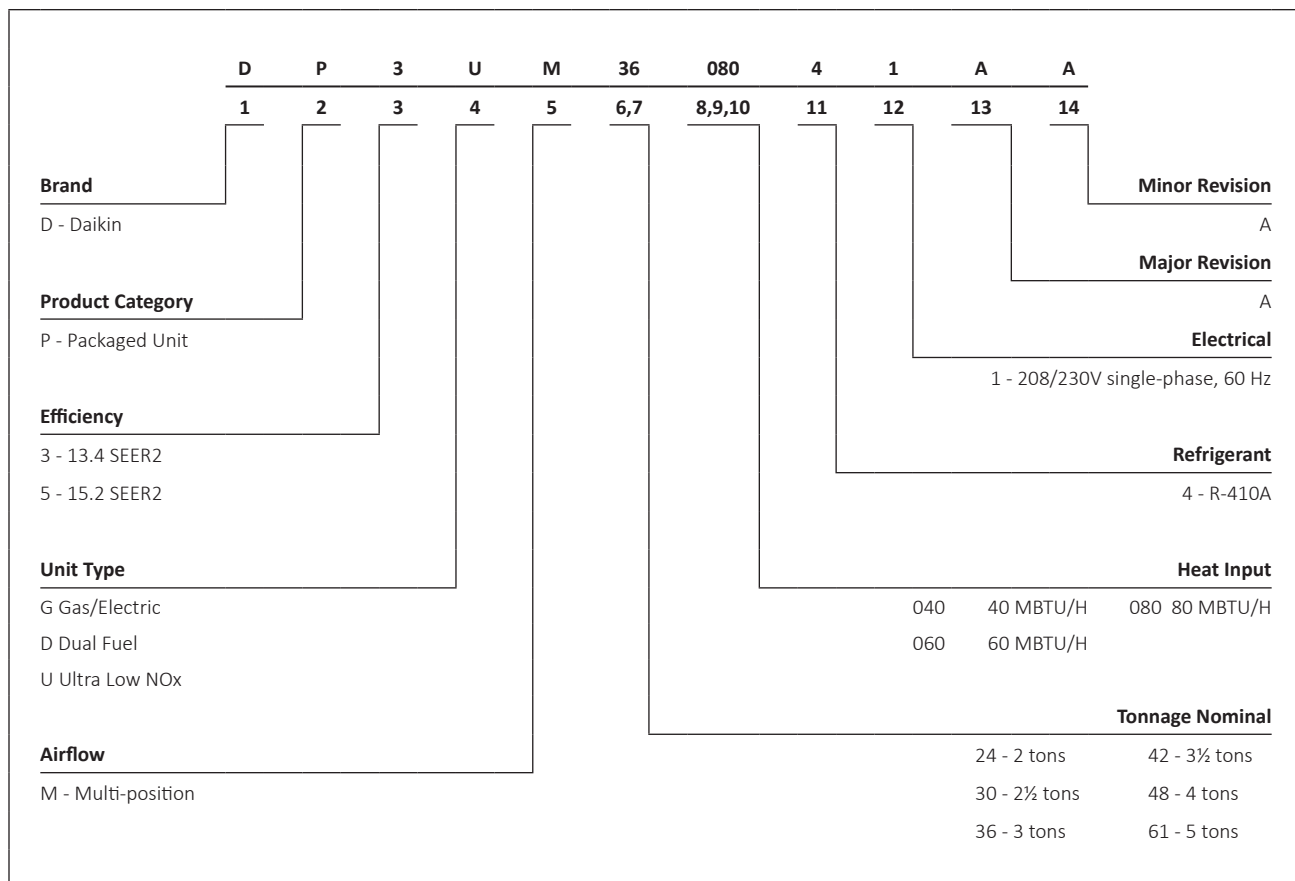 D P 3 U M 36 080 4 1 A A
1 2 3 4 5 6,7 8,9,10 11 12 13 14
Brand
D - Daikin
Product Category
P - Packaged Unit
Efficiency
3 - 13.4 SEER2
5 - 15.2 SEER2
Unit Type
G Gas/Electric
D Dual Fuel
U Ultra Low NOx
Airflow
M - Multi-position
Minor Revision
A
Major Revision
A
Electrical
1 - 208/230V single-phase, 60 Hz
Refrigerant
4 - R-410A
Heat Input
040 40 MBTU/H 080 80 MBTU/H
060 60 MBTU/H
Tonnage Nominal
24 - 2 tons 42 - 3½ tons
30 - 2½ tons 48 - 4 tons
36 - 3 tons 61 - 5 tons